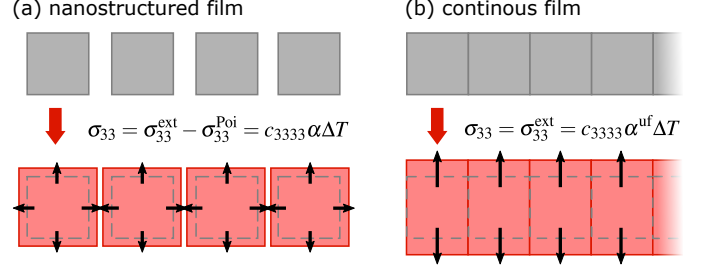 (a) nanostructured film
(b) continous film
σ₃₃ = σ₃₃ᵉˣᵗ − σ₃₃ᴾᵒⁱ = c₃₃₃₃αΔT
σ₃₃ = σ₃₃ᵉˣᵗ = c₃₃₃₃αᵘᶠΔT